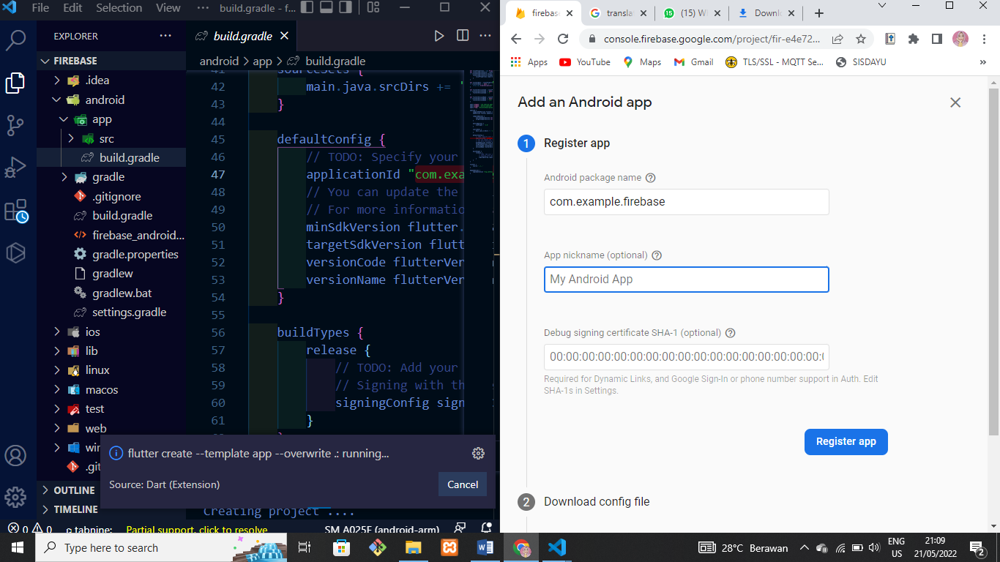 File Edit Selection View ··· build.gradle - f...
EXPLORER ···
FIREBASE
.idea
android
app
src
build.gradle
gradle
.gitignore
build.gradle
firebase_android...
gradle.properties
gradlew
gradlew.bat
settings.gradle
ios
lib
linux
macos
test
web
win
.git
OUTLINE
TIMELINE
build.gradle
android > app > build.gradle
41 sourceSets {
42 main.java.srcDirs += '
43 }
44
45 defaultConfig {
46 // TODO: Specify your
47 applicationId "com.exa
48 // You can update the
49 // For more informatio
50 minSdkVersion flutter.
51 targetSdkVersion flutt
52 versionCode flutterVer
53 versionName flutterVer
54 }
55
56 buildTypes {
57 release {
58 // TODO: Add your
59 // Signing with th
60 signingConfig sign
61 }
flutter create --template app --overwrite .: running...
Source: Dart (Extension)
Cancel
Creating project ....
0 0 tabnine: Partial support, click to resolve SM A025F (android-arm)
firebase translat (15) W Downl
console.firebase.google.com/project/fir-e4e72...
Apps YouTube Maps Gmail TLS/SSL - MQTT Se... SISDAYU »
Add an Android app
1 Register app
Android package name
com.example.firebase
App nickname (optional)
My Android App
Debug signing certificate SHA-1 (optional)
00:00:00:00:00:00:00:00:00:00:00:00:00:00:00:00:00:
Required for Dynamic Links, and Google Sign-In or phone number support in Auth. Edit
SHA-1s in Settings.
Register app
2 Download config file
Type here to search
28°C Berawan
ENG
US
21:09
21/05/2022
2